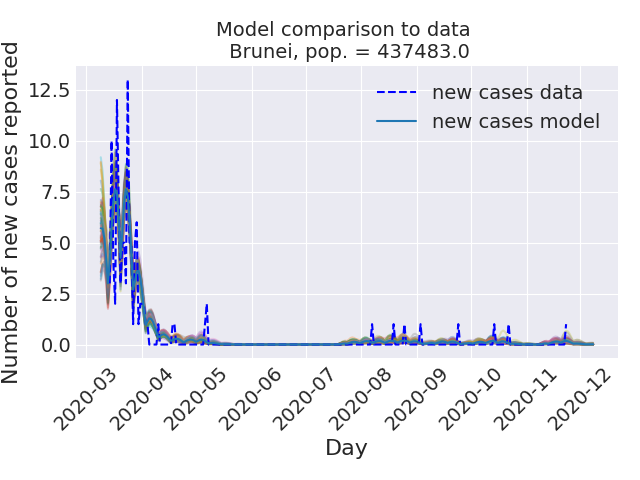 Model comparison to data
Brunei, pop. = 437483.0
new cases data
new cases model
Number of new cases reported
12.5
10.0
7.5
5.0
2.5
0.0
2020-03
2020-04
2020-05
2020-06
2020-07
2020-08
2020-09
2020-10
2020-11
2020-12
Day